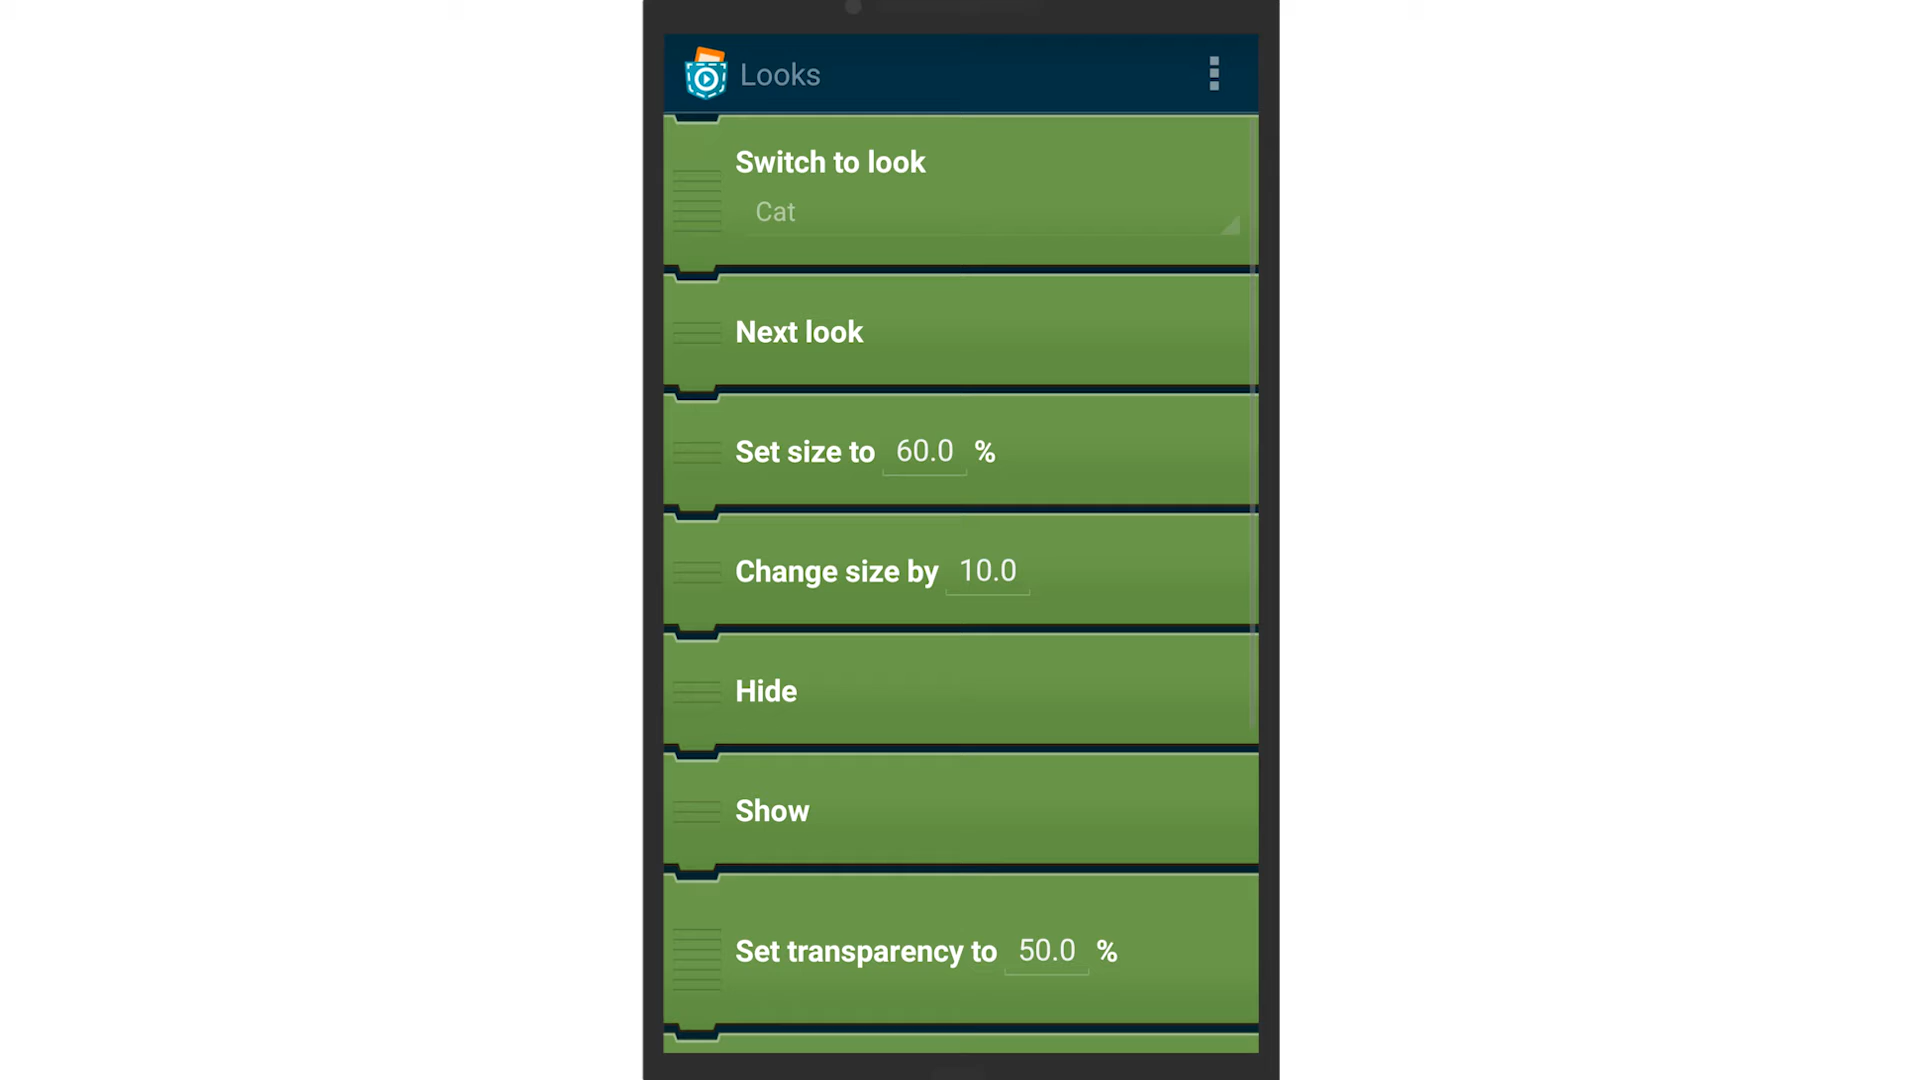 Looks
Switch to look
Cat
Next look
Set size to 60.0 %
Change size by 10.0
Hide
Show
Set transparency to 50.0 %